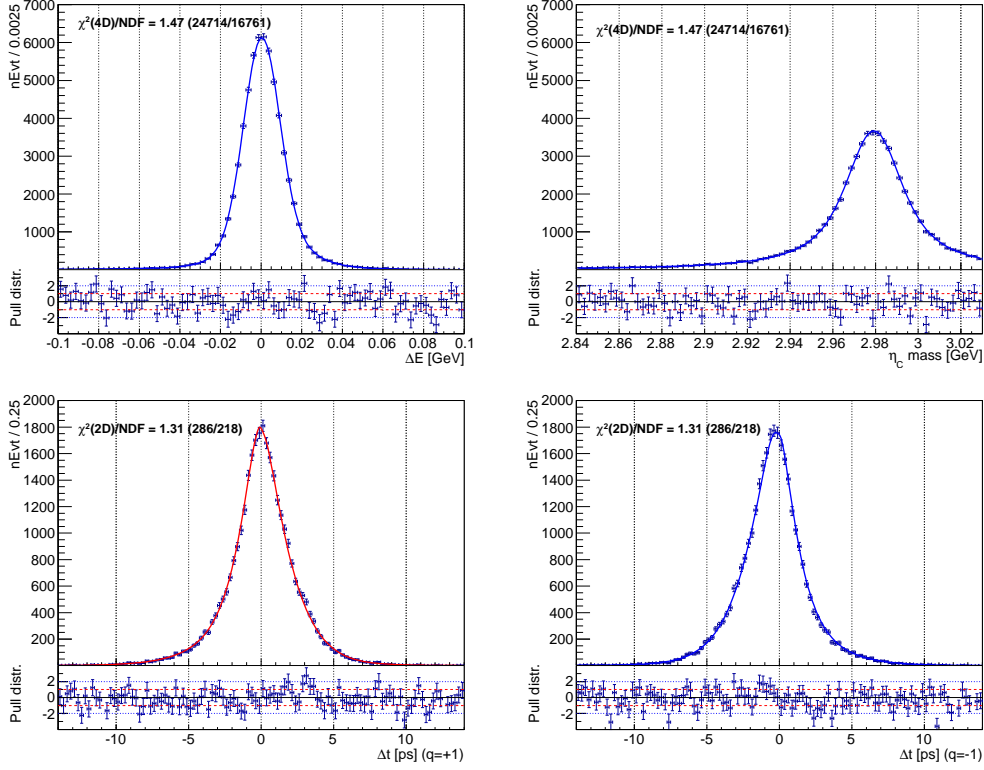 χ²(4D)/NDF = 1.47 (24714/16761)
nEvt / 0.0025
7000
6000
5000
4000
3000
2000
1000
Pull distr.
2
0
-2
-0.1 -0.08 -0.06 -0.04 -0.02 0 0.02 0.04 0.06 0.08 0.1
ΔE [GeV]
χ²(4D)/NDF = 1.47 (24714/16761)
nEvt / 0.0025
7000
6000
5000
4000
3000
2000
1000
Pull distr.
2
0
-2
2.84 2.86 2.88 2.9 2.92 2.94 2.96 2.98 3 3.02
η_C mass [GeV]
χ²(2D)/NDF = 1.31 (286/218)
nEvt / 0.25
2000
1800
1600
1400
1200
1000
800
600
400
200
Pull distr.
2
0
-2
-10 -5 0 5 10
Δt [ps] (q=+1)
χ²(2D)/NDF = 1.31 (286/218)
nEvt / 0.25
2000
1800
1600
1400
1200
1000
800
600
400
200
Pull distr.
2
0
-2
-10 -5 0 5 10
Δt [ps] (q=-1)